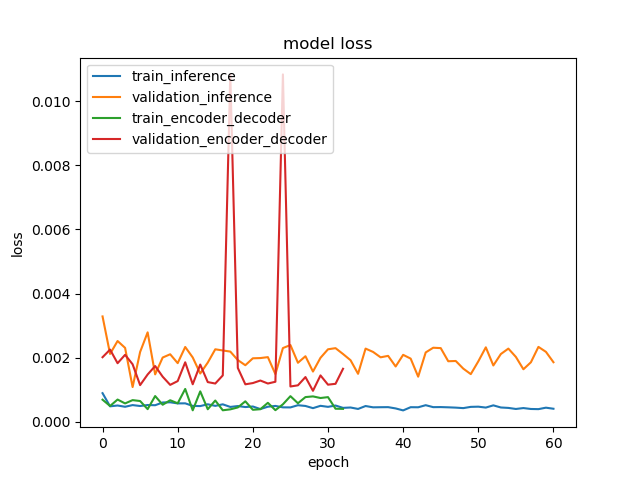 model loss
train_inference
validation_inference
train_encoder_decoder
validation_encoder_decoder
loss
0.010
0.008
0.006
0.004
0.002
0.000
0
10
20
30
40
50
60
epoch